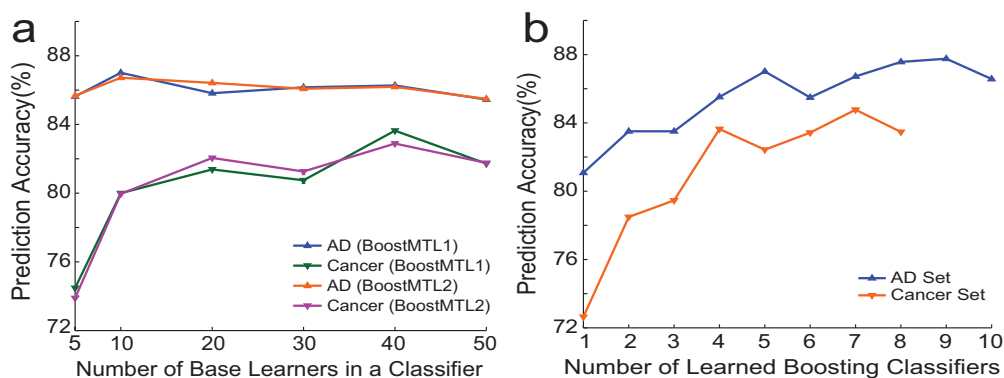 a
Prediction Accuracy(%)
88
84
80
76
72
5 10 20 30 40 50
Number of Base Learners in a Classifier
AD (BoostMTL1)
Cancer (BoostMTL1)
AD (BoostMTL2)
Cancer (BoostMTL2)
b
Prediction Accuracy(%)
88
84
80
76
72
1 2 3 4 5 6 7 8 9 10
Number of Learned Boosting Classifiers
AD Set
Cancer Set